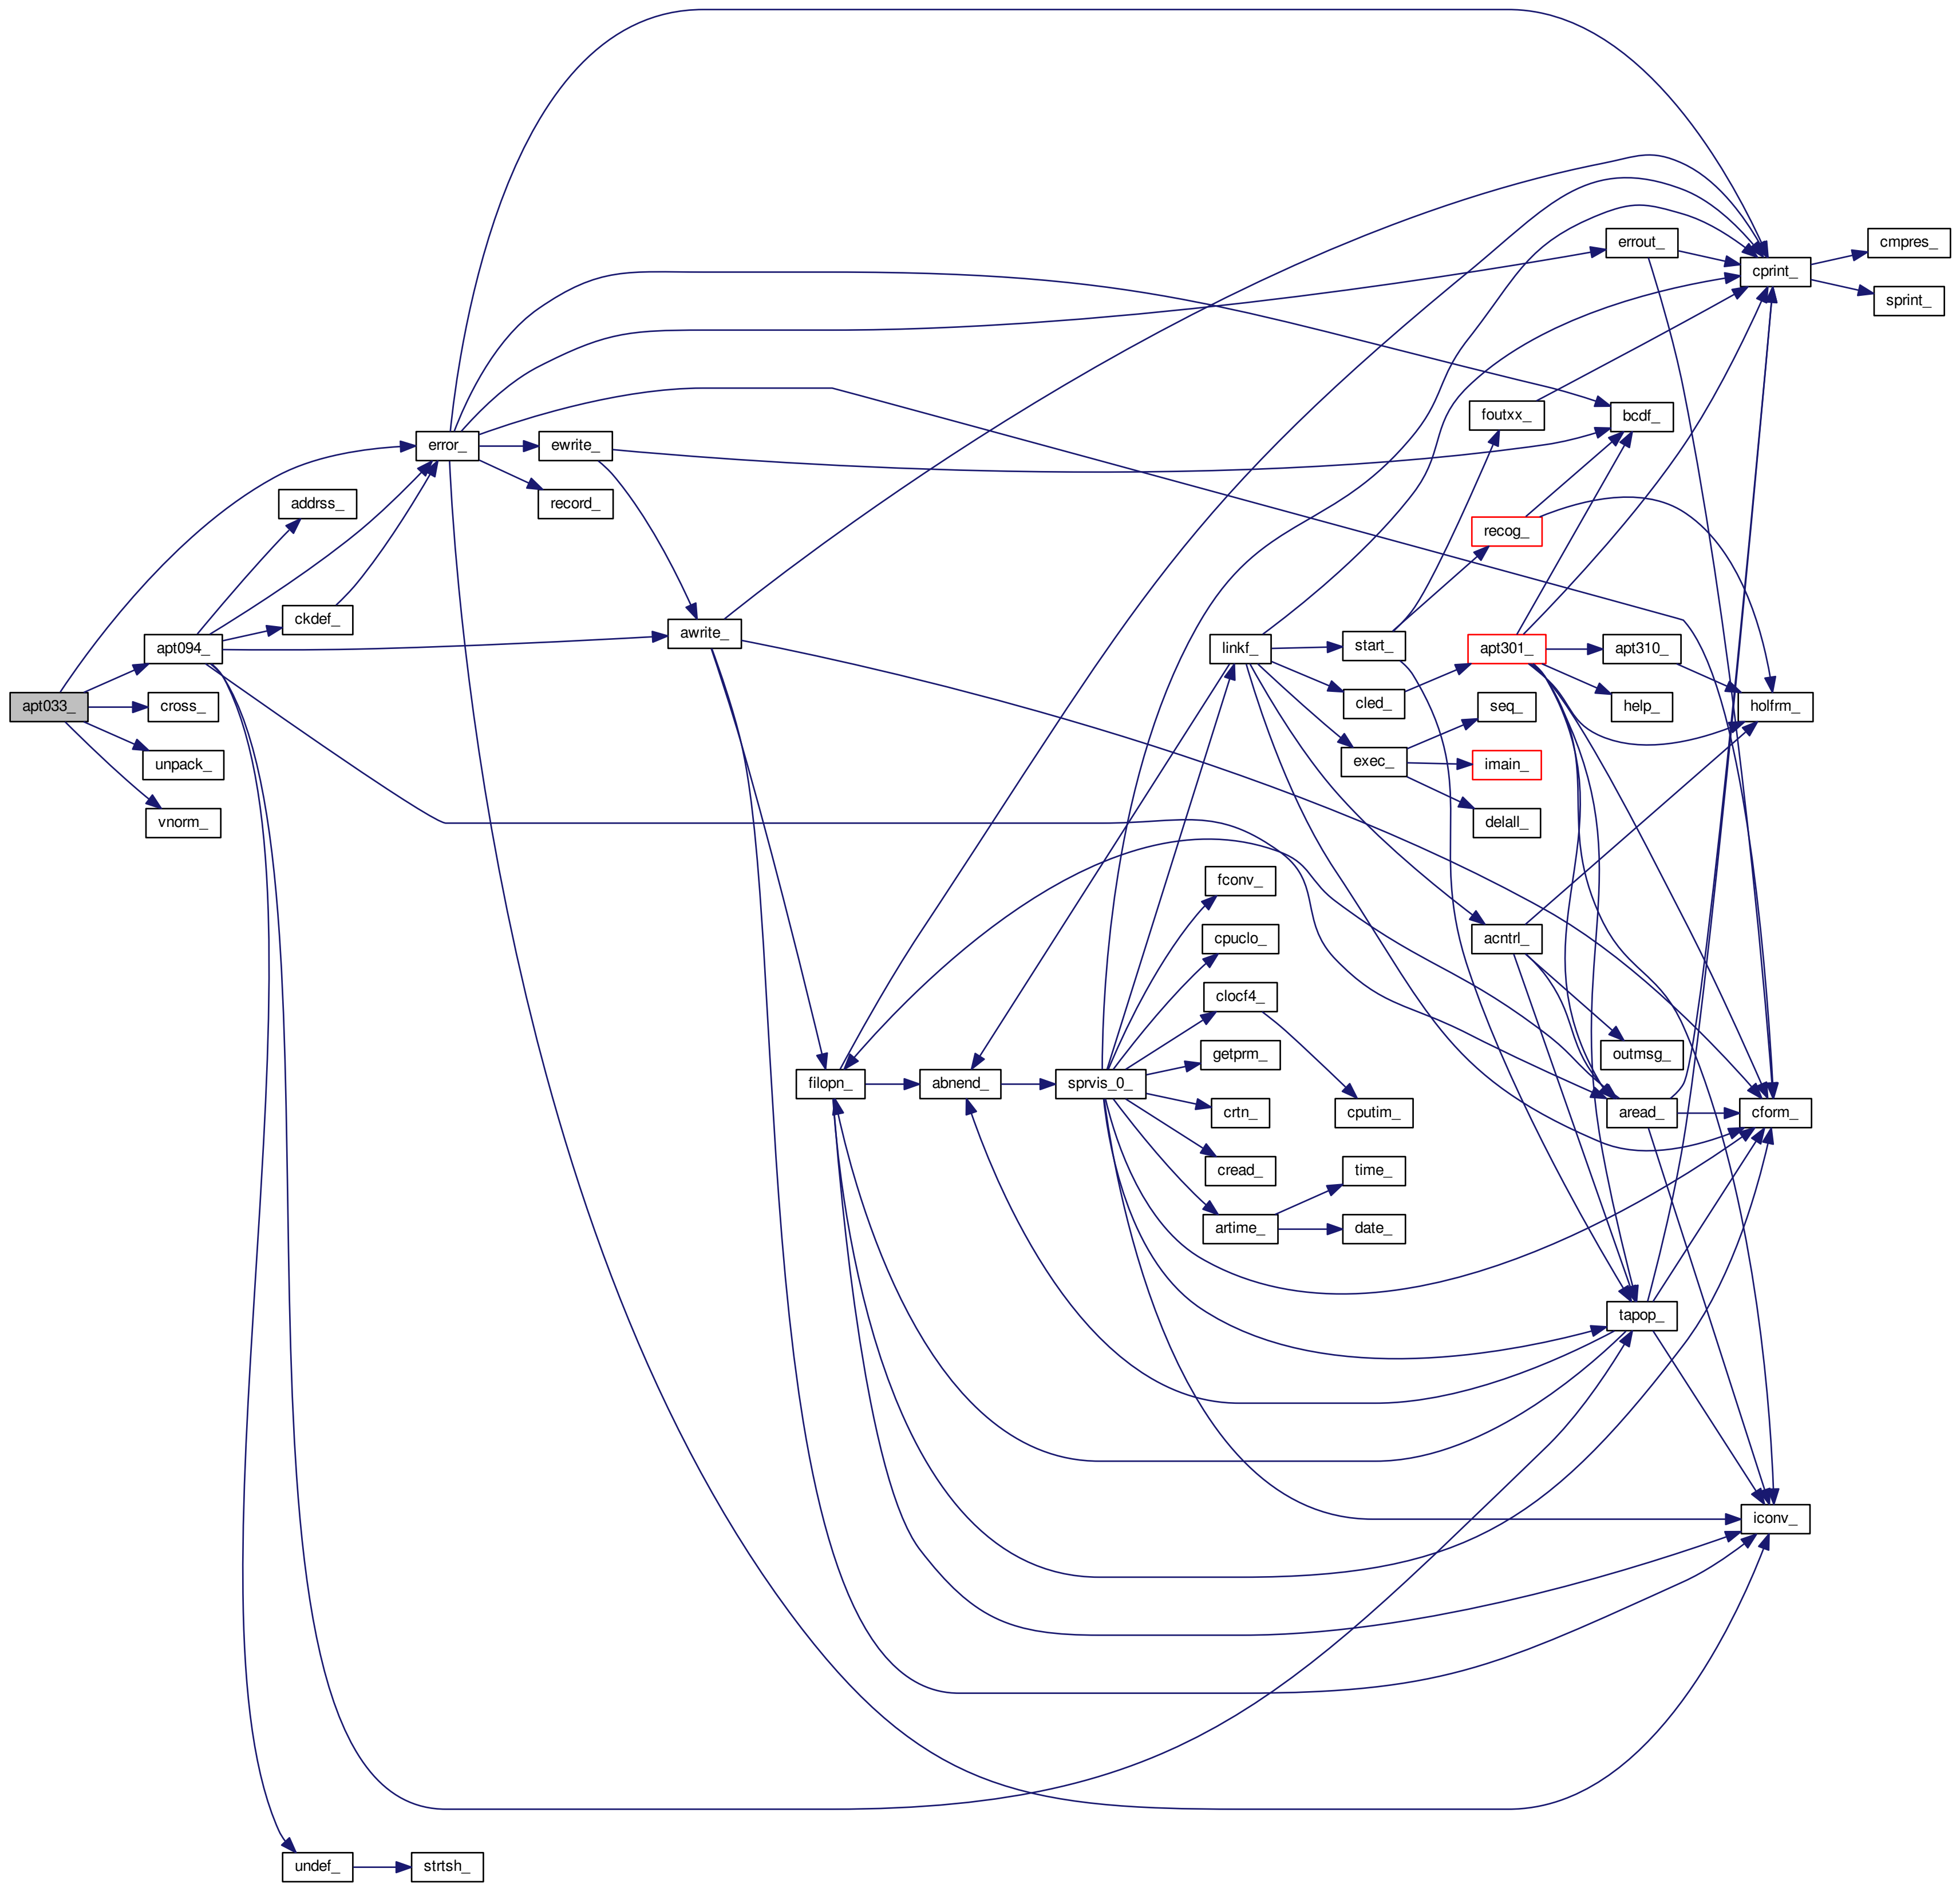 apt033_
apt094_
cross_
unpack_
vnorm_
error_
addrss_
ckdef_
undef_
strtsh_
ewrite_
record_
awrite_
filopn_
abnend_
sprvis_0_
linkf_
fconv_
cpuclo_
clocf4_
getprm_
crtn_
cread_
artime_
start_
cled_
exec_
cputim_
time_
date_
foutxx_
recog_
apt301_
seq_
imain_
delall_
acntrl_
errout_
bcdf_
apt310_
help_
outmsg_
aread_
tapop_
cprint_
holfrm_
cform_
iconv_
cmpres_
sprint_